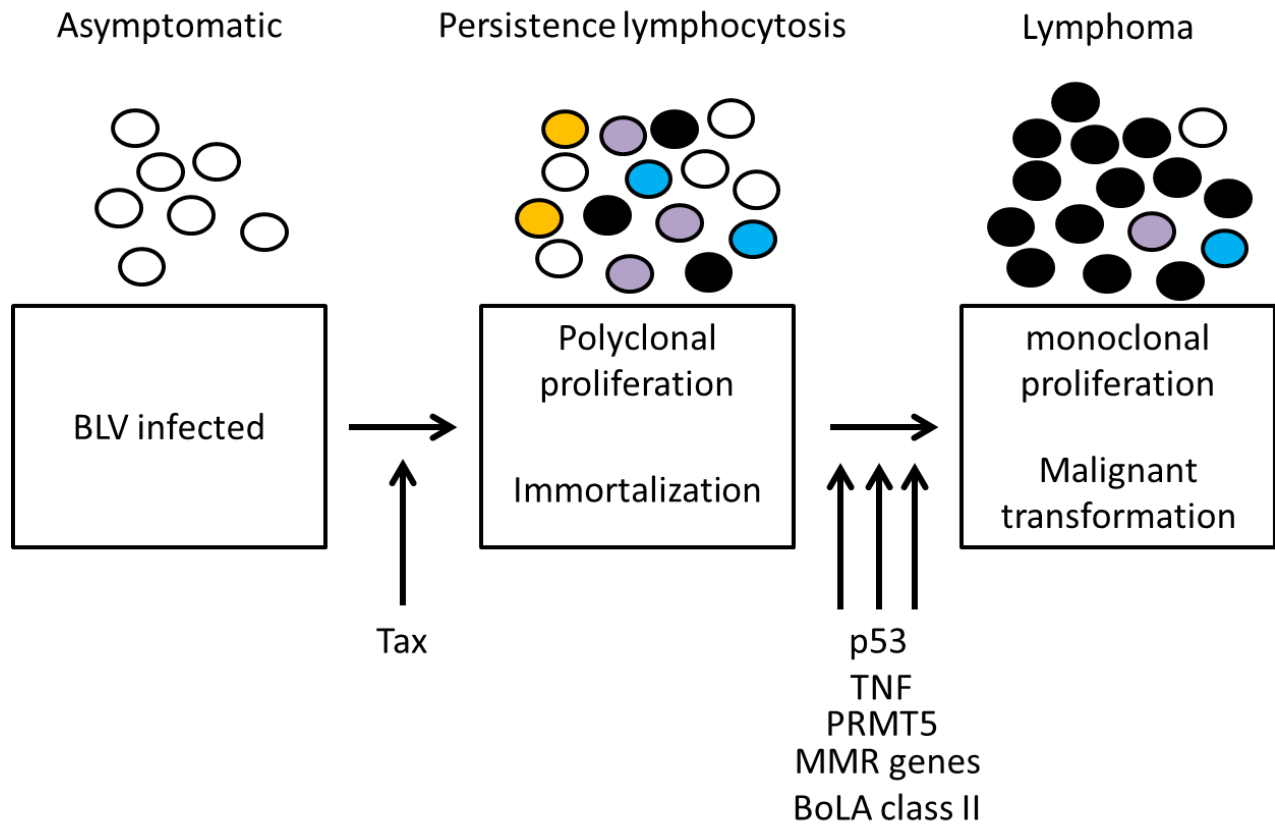 Asymptomatic
Persistence lymphocytosis
Lymphoma
BLV infected
Polyclonal
proliferation
Immortalization
monoclonal
proliferation
Malignant
transformation
Tax
p53
TNF
PRMT5
MMR genes
BoLA class II